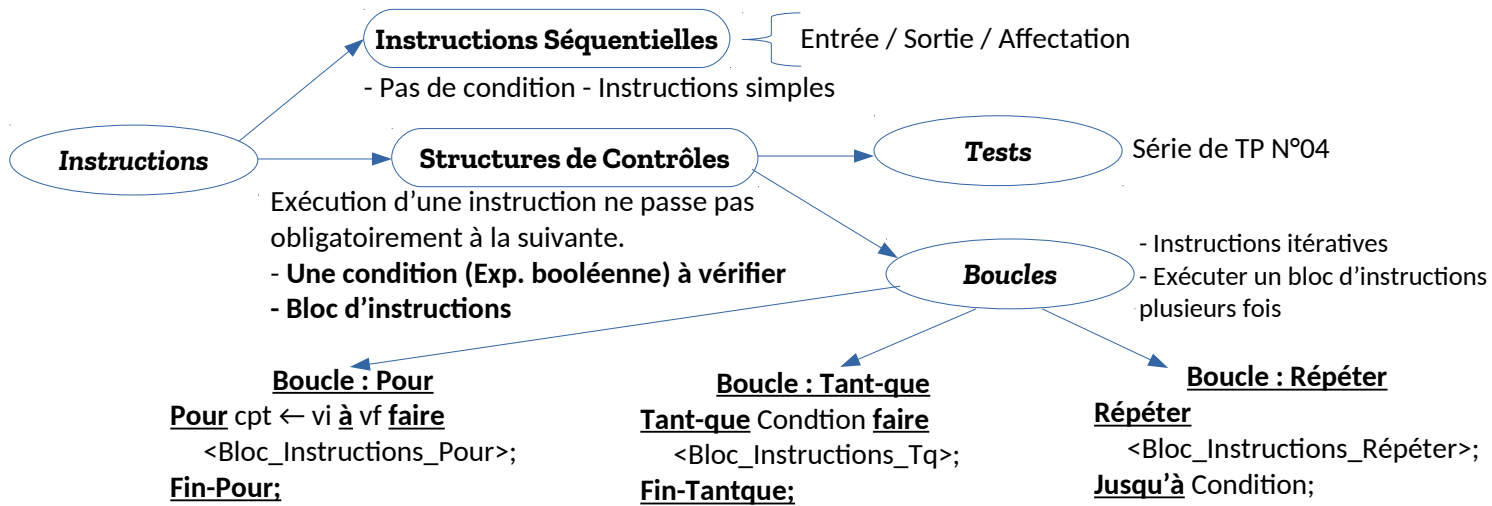 Instructions Séquentielles
Entrée / Sortie / Affectation
- Pas de condition - Instructions simples
Instructions
Structures de Contrôles
Tests
Série de TP N°04
Exécution d’une instruction ne passe pas
obligatoirement à la suivante.
- Une condition (Exp. booléenne) à vérifier
- Bloc d’instructions
Boucles
- Instructions itératives
- Exécuter un bloc d’instructions
plusieurs fois
Boucle : Pour
Pour cpt ← vi à vf faire
<Bloc_Instructions_Pour>;
Fin-Pour;
Boucle : Tant-que
Tant-que Condtion faire
<Bloc_Instructions_Tq>;
Fin-Tantque;
Boucle : Répéter
Répéter
<Bloc_Instructions_Répéter>;
Jusqu’à Condition;